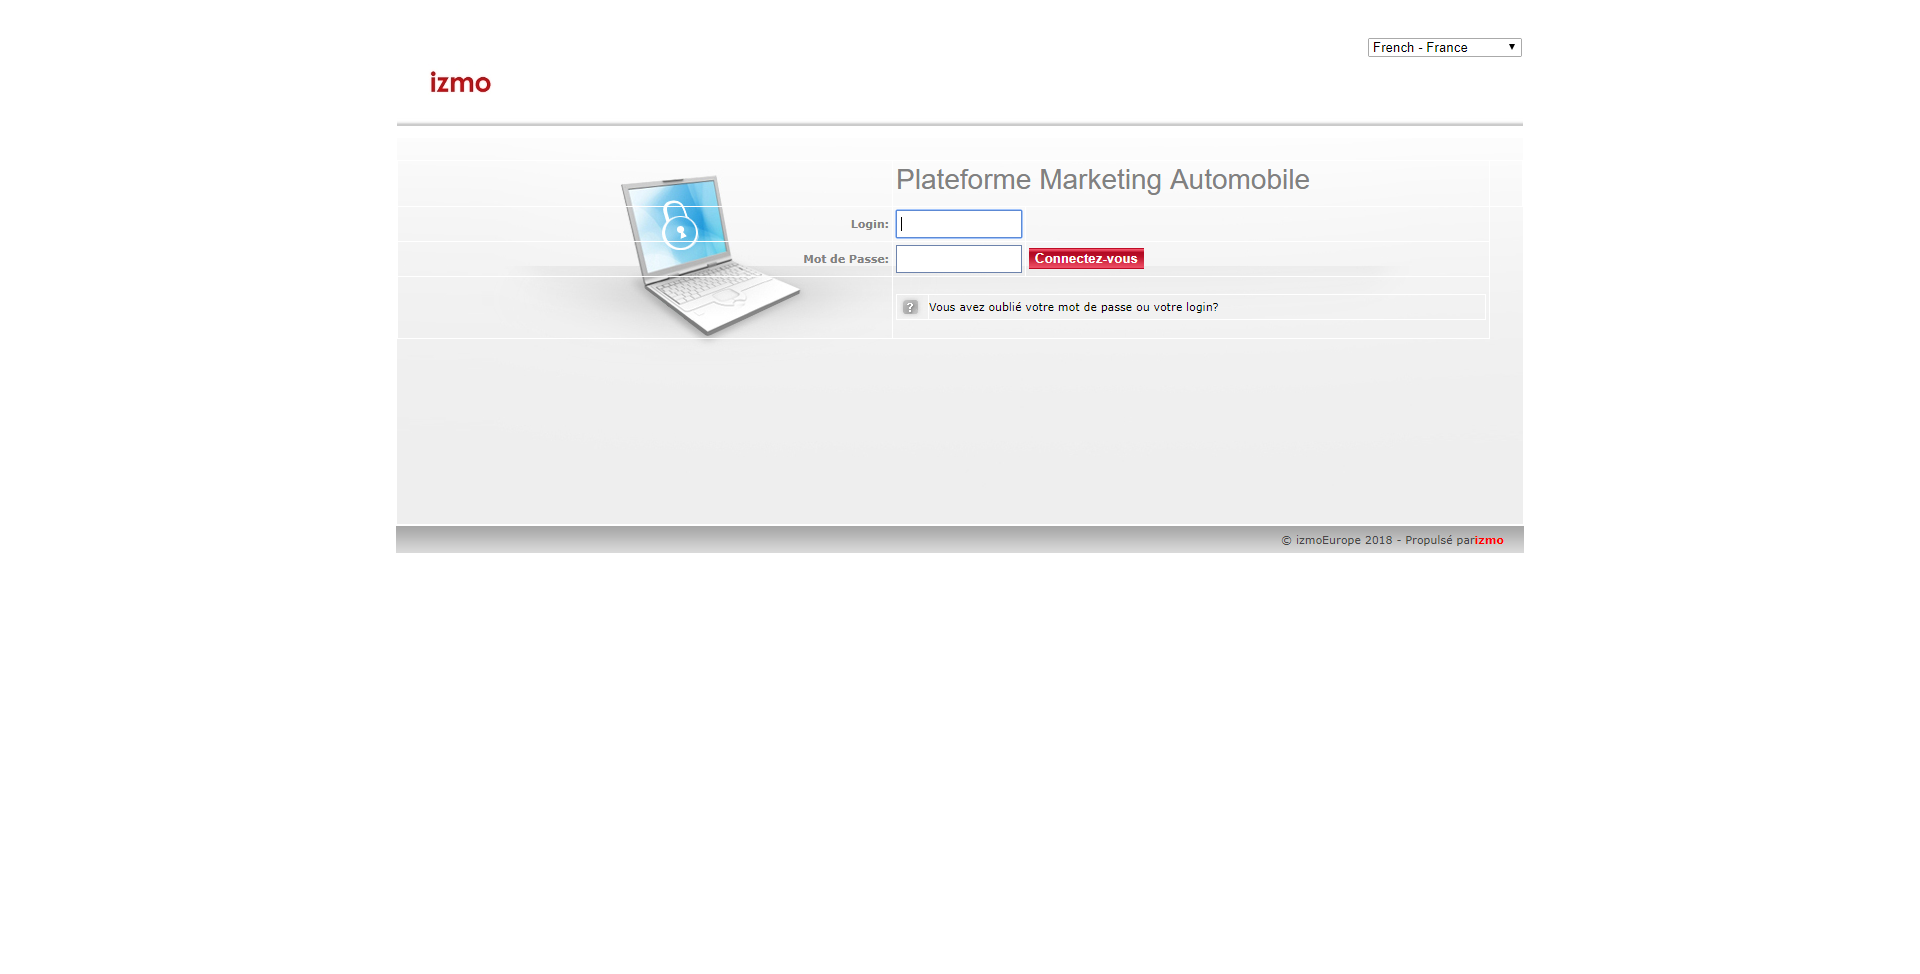 French - France
izmo
Plateforme Marketing Automobile
Login:
Mot de Passe:
Connectez-vous
? Vous avez oublié votre mot de passe ou votre login?
© izmoEurope 2018 - Propulsé parizmo